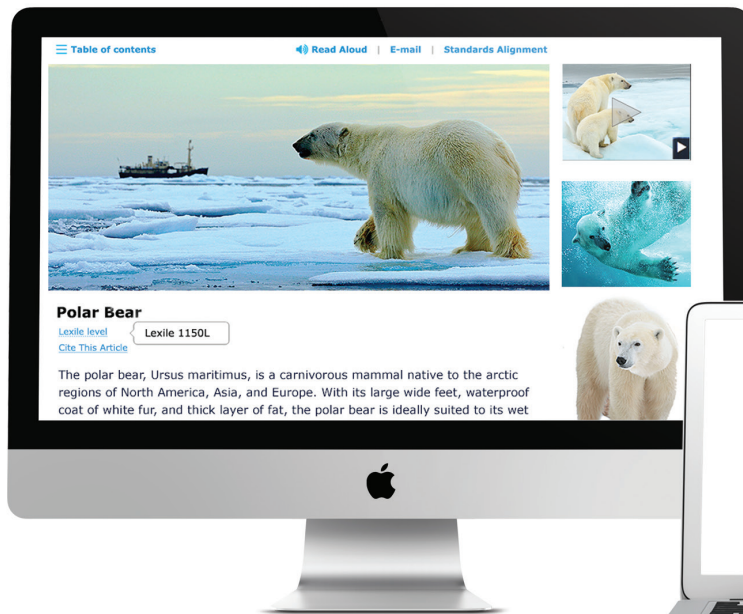 Table of contents
Read Aloud | E-mail | Standards Alignment
Polar Bear
Lexile level
Lexile 1150L
Cite This Article
The polar bear, Ursus maritimus, is a carnivorous mammal native to the arctic
regions of North America, Asia, and Europe. With its large wide feet, waterproof
coat of white fur, and thick layer of fat, the polar bear is ideally suited to its wet